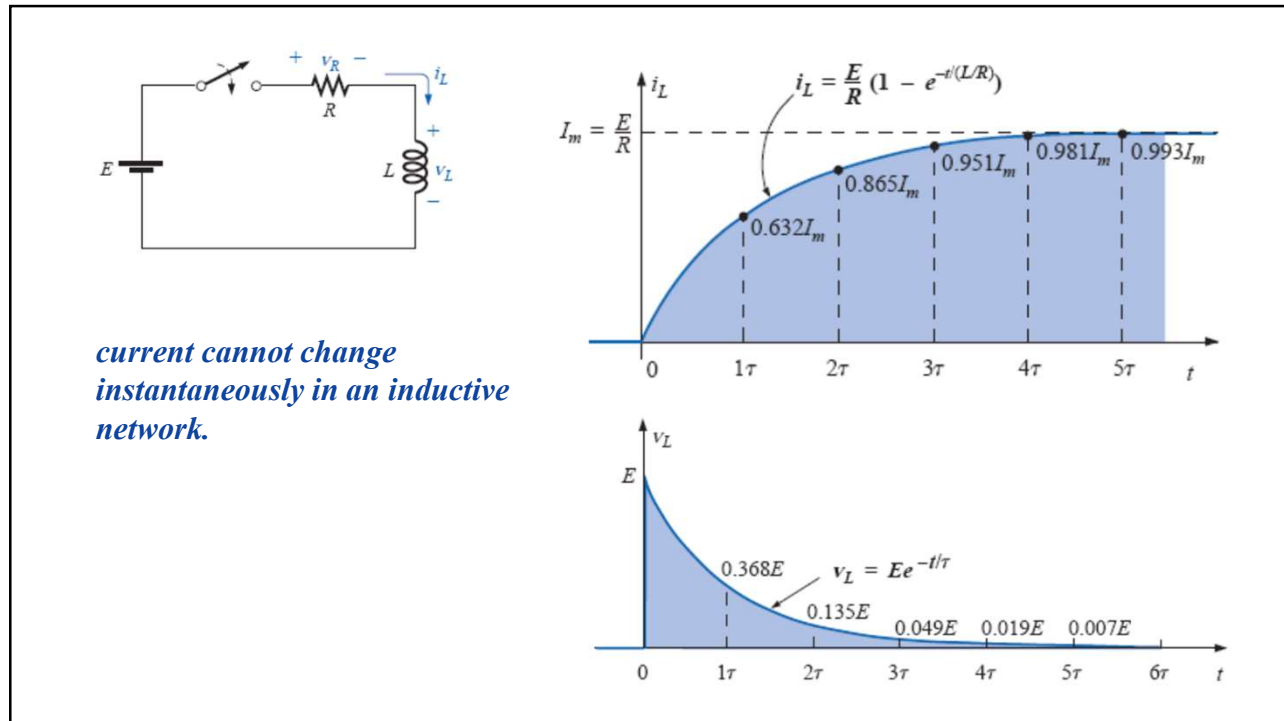 + v_R −
i_L
R
+
E
L
v_L
−
current cannot change
instantaneously in an inductive
network.
i_L
i_L = E/R (1 − e^{−t/(L/R)})
I_m = E/R
0.632I_m
0.865I_m
0.951I_m
0.981I_m
0.993I_m
0 1τ 2τ 3τ 4τ 5τ t
v_L
E
0.368E
v_L = Ee^{−t/τ}
0.135E
0.049E
0.019E
0.007E
0 1τ 2τ 3τ 4τ 5τ 6τ t